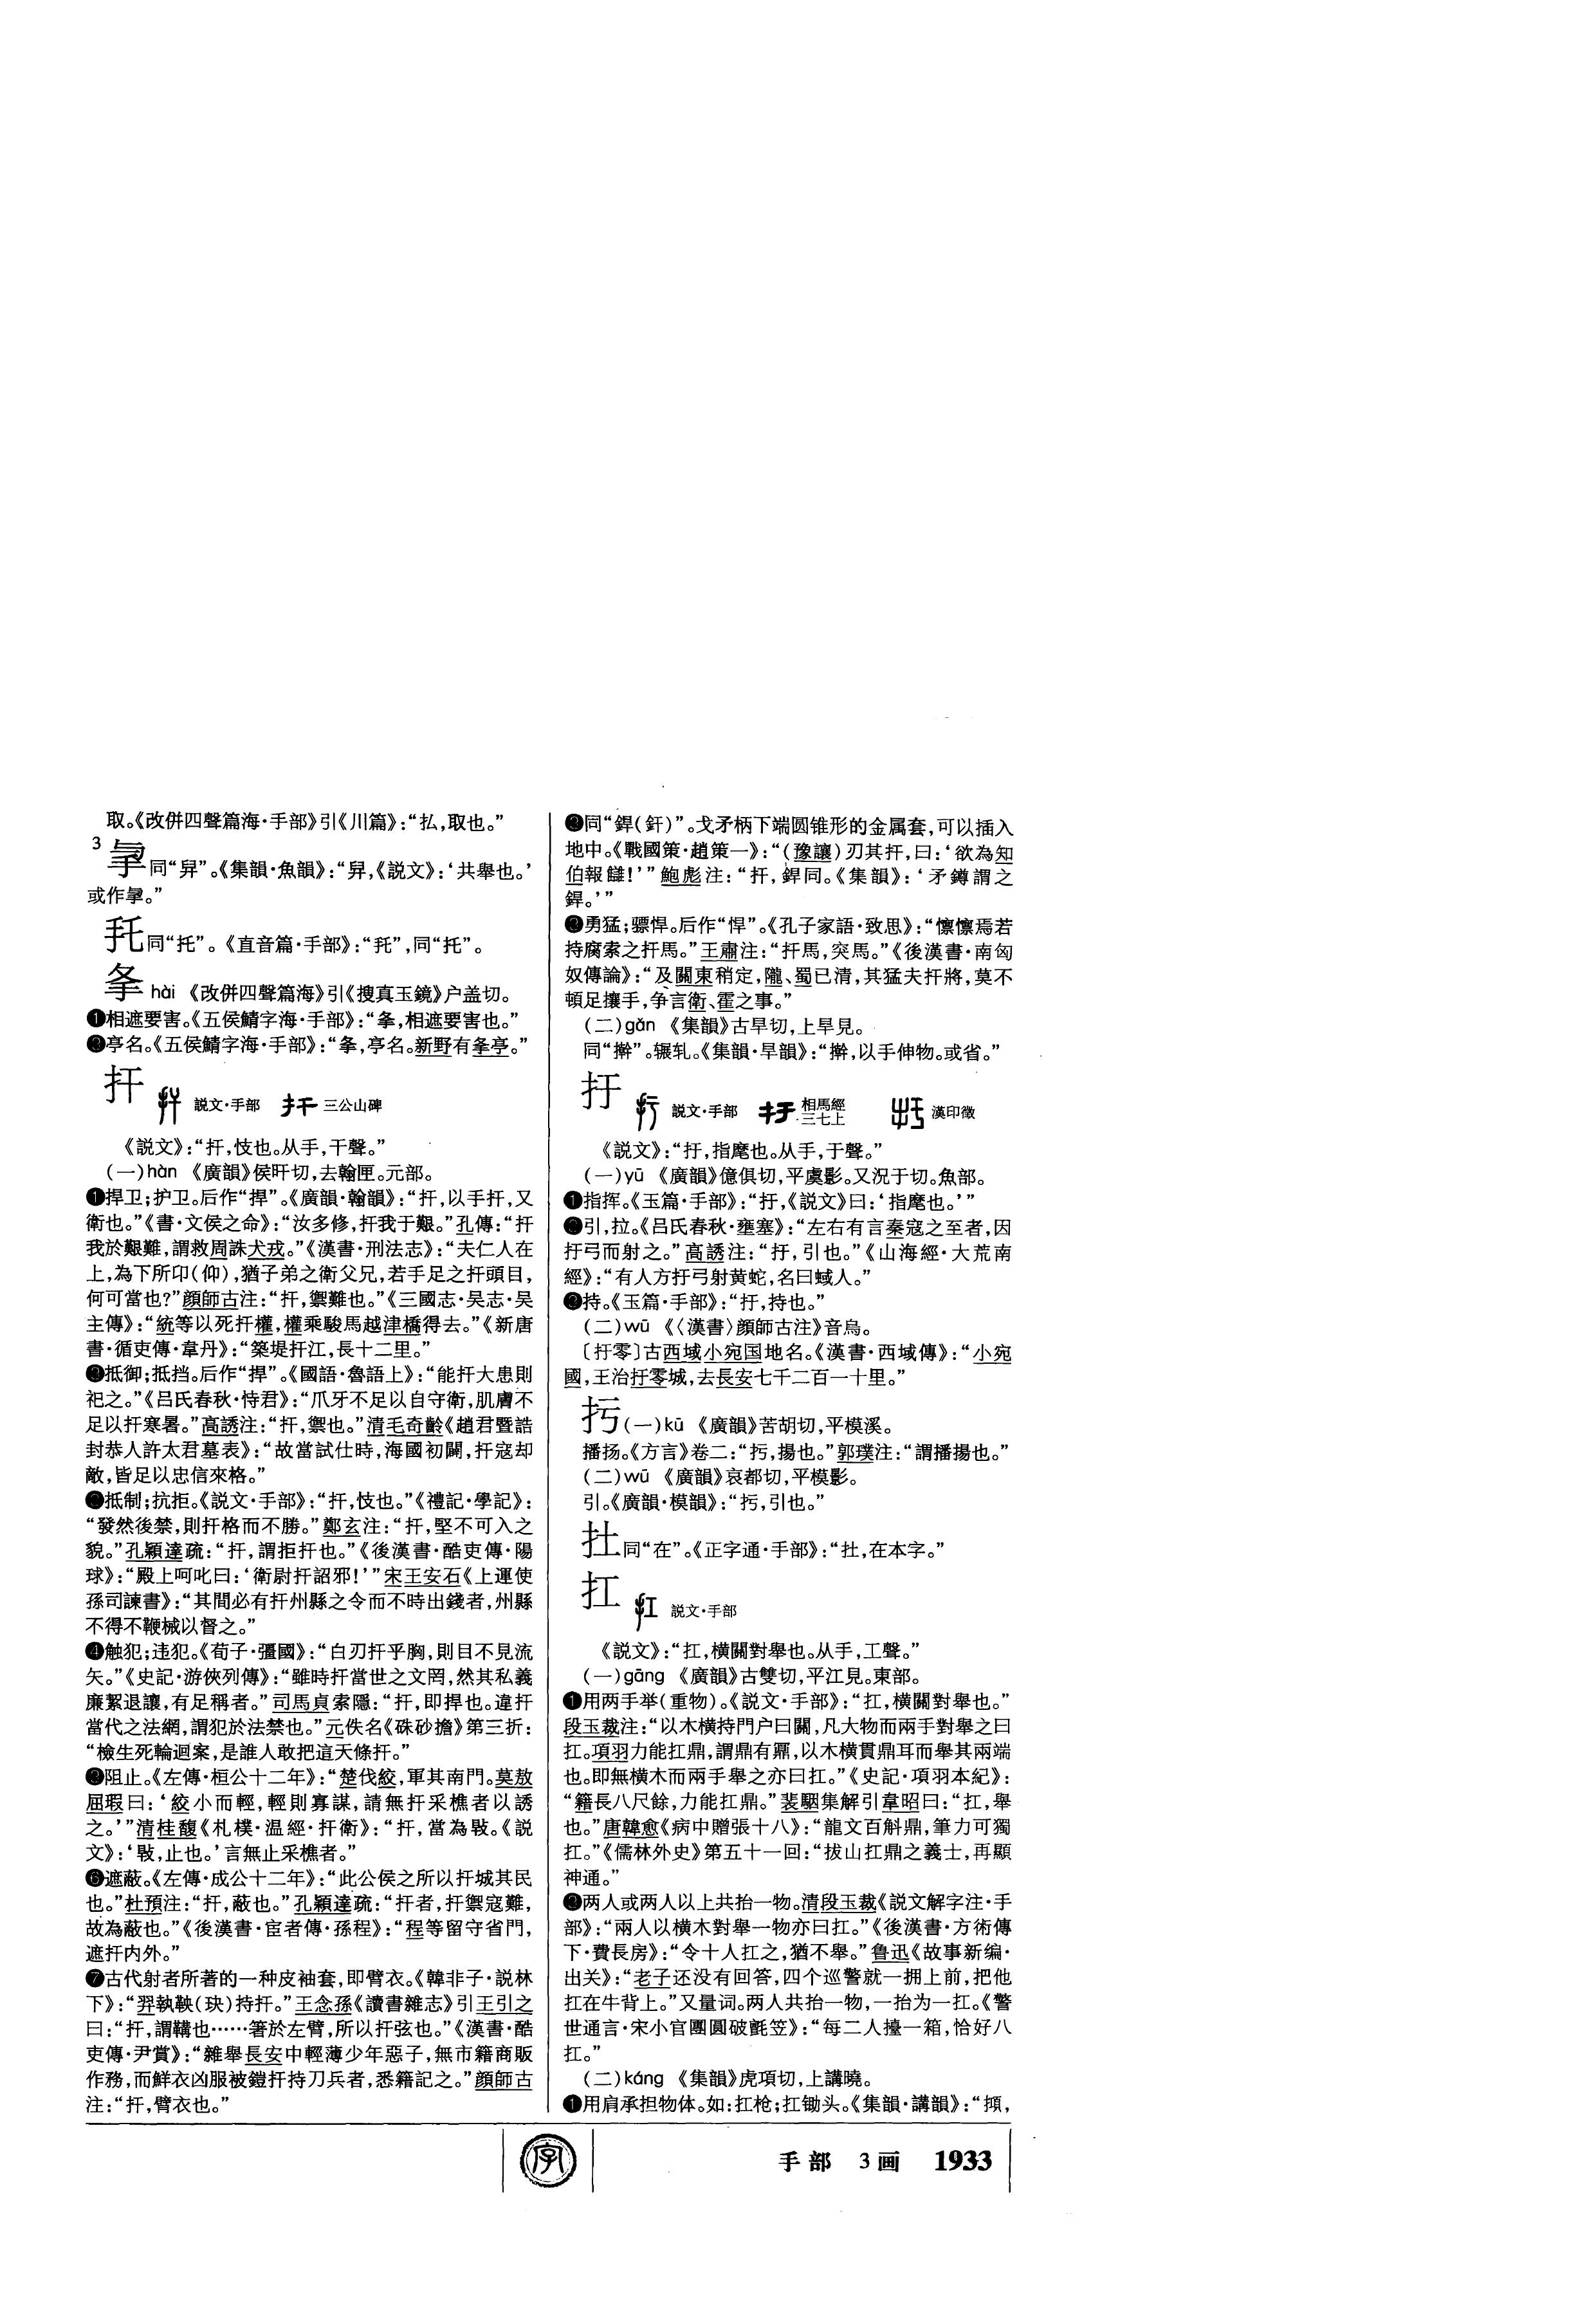 取。《改併四聲篇海·手部》引《川篇》：“払，取也。”
3
同“舁”。《集韻·魚韻》：“舁，《説文》：‘共舉也。’
或作。”
𢪎同“托”。《直音篇·手部》：“”，同“托”。
hài 《改併四聲篇海》引《搜真玉鏡》户盖切。
❶相遮要害。《五侯鯖字海·手部》：“，相遮要害也。”
❷亭名。《五侯鯖字海·手部》：“，亭名。新野有亭。”
扞 説文·手部 三公山碑
《説文》：“扞，忮也。从手，干聲。”
（一）hàn 《廣韻》侯旰切，去翰匣。元部。
❶捍卫；护卫。后作“捍”。《廣韻·翰韻》：“扞，以手扞，又
衛也。”《書·文侯之命》：“汝多修，扞我于艱。”孔傳：“扞
我於艱難，謂救周誅犬戎。”《漢書·刑法志》：“夫仁人在
上，為下所卬（仰），猶子弟之衛父兄，若手足之扞頭目，
何可當也？”顔師古注：“扞，禦難也。”《三國志·吴志·吴
主傳》：“統等以死扞權，權乘駿馬越津橋得去。”《新唐
書·循吏傳·韋丹》：“築堤扞江，長十二里。”
❷抵御；抵挡。后作“捍”。《國語·魯語上》：“能扞大患則
祀之。”《吕氏春秋·恃君》：“爪牙不足以自守衛，肌膚不
足以扞寒暑。”高誘注：“扞，禦也。”清毛奇齡《趙君暨誥
封恭人許太君墓表》：“故當試仕時，海國初闢，扞寇却
敵，皆足以忠信來格。”
❸抵制；抗拒。《説文·手部》：“扞，忮也。”《禮記·學記》：
“發然後禁，則扞格而不勝。”鄭玄注：“扞，堅不可入之
貌。”孔穎達疏：“扞，謂拒扞也。”《後漢書·酷吏傳·陽
球》：“殿上呵叱曰：‘衛尉扞詔邪！’”宋王安石《上運使
孫司諫書》：“其間必有扞州縣之令而不時出錢者，州縣
不得不鞭械以督之。”
❹触犯；违犯。《荀子·彊國》：“白刃扞乎胸，則目不見流
矢。”《史記·游俠列傳》：“雖時扞當世之文罔，然其私義
廉絜退讓，有足稱者。”司馬貞索隱：“扞，即捍也。違扞
當代之法網，謂犯於法禁也。”元佚名《硃砂擔》第三折：
“檢生死輪迴案，是誰人敢把這天條扞。”
❺阻止。《左傳·桓公十二年》：“楚伐絞，軍其南門。莫敖
屈瑕曰：‘絞小而輕，輕則寡謀，請無扞采樵者以誘
之。’”清桂馥《札樸·温經·扞衛》：“扞，當為斁。《説
文》：‘斁，止也。’言無止采樵者。”
❻遮蔽。《左傳·成公十二年》：“此公侯之所以扞城其民
也。”杜預注：“扞，蔽也。”孔穎達疏：“扞者，扞禦寇難，
故為蔽也。”《後漢書·宦者傳·孫程》：“程等留守省門，
遮扞内外。”
❼古代射者所著的一种皮袖套，即臂衣。《韓非子·説林
下》：“羿執鞅（玦）持扞。”王念孫《讀書雜志》引王引之
曰：“扞，謂韝也……箸於左臂，所以扞弦也。”《漢書·酷
吏傳·尹賞》：“雜舉長安中輕薄少年惡子，無市籍商販
作務，而鮮衣凶服被鎧扞持刀兵者，悉籍記之。”顔師古
注：“扞，臂衣也。”
❽同“銲（釬）”。戈矛柄下端圆锥形的金属套，可以插入
地中。《戰國策·趙策一》：“（豫讓）刃其扞，曰：‘欲為知
伯報讎！’”鮑彪注：“扞，銲同。《集韻》：‘矛鐏謂之
銲。’”
❾勇猛；骠悍。后作“悍”。《孔子家語·致思》：“懍懍焉若
持腐索之扞馬。”王肅注：“扞馬，突馬。”《後漢書·南匈
奴傳論》：“及關東稍定，隴、蜀已清，其猛夫扞將，莫不
頓足攘手，争言衛、霍之事。”
（二）gǎn 《集韻》古旱切，上旱見。
同“擀”。辗轧。《集韻·旱韻》：“擀，以手伸物。或省。”
扜 説文·手部 相馬經三七上 漢印徵
《説文》：“扜，指麾也。从手，于聲。”
（一）yū 《廣韻》億俱切，平虞影。又況于切。魚部。
❶指挥。《玉篇·手部》：“扜，《説文》曰：‘指麾也。’”
❷引，拉。《吕氏春秋·壅塞》：“左右有言秦寇之至者，因
扜弓而射之。”高誘注：“扜，引也。”《山海經·大荒南
經》：“有人方扜弓射黄蛇，名曰蜮人。”
❸持。《玉篇·手部》：“扜，持也。”
（二）wū 《〈漢書〉顔師古注》音烏。
〔扜零〕古西域小宛国地名。《漢書·西域傳》：“小宛
國，王治扜零城，去長安七千二百一十里。”
扝（一）kū 《廣韻》苦胡切，平模溪。
播扬。《方言》卷二：“扝，揚也。”郭璞注：“謂播揚也。”
（二）wū 《廣韻》哀都切，平模影。
引。《廣韻·模韻》：“扝，引也。”
扗同“在”。《正字通·手部》：“扗，在本字。”
扛 説文·手部
《説文》：“扛，横關對舉也。从手，工聲。”
（一）gāng 《廣韻》古雙切，平江見。東部。
❶用两手举（重物）。《説文·手部》：“扛，横關對舉也。”
段玉裁注：“以木横持門户曰關，凡大物而兩手對舉之曰
扛。項羽力能扛鼎，謂鼎有鼏，以木横貫鼎耳而舉其兩端
也。即無横木而兩手舉之亦曰扛。”《史記·項羽本紀》：
“籍長八尺餘，力能扛鼎。”裴駰集解引韋昭曰：“扛，舉
也。”唐韓愈《病中贈張十八》：“龍文百斛鼎，筆力可獨
扛。”《儒林外史》第五十一回：“拔山扛鼎之義士，再顯
神通。”
❷两人或两人以上共抬一物。清段玉裁《説文解字注·手
部》：“兩人以横木對舉一物亦曰扛。”《後漢書·方術傳
下·費長房》：“令十人扛之，猶不舉。”鲁迅《故事新编·
出关》：“老子还没有回答，四个巡警就一拥上前，把他
扛在牛背上。”又量词。两人共抬一物，一抬为一扛。《警
世通言·宋小官團圓破氈笠》：“每二人擡一箱，恰好八
扛。”
（二）káng 《集韻》虎項切，上講曉。
❶用肩承担物体。如：扛枪；扛锄头。《集韻·講韻》：“摃，
字
手部 3画 1933